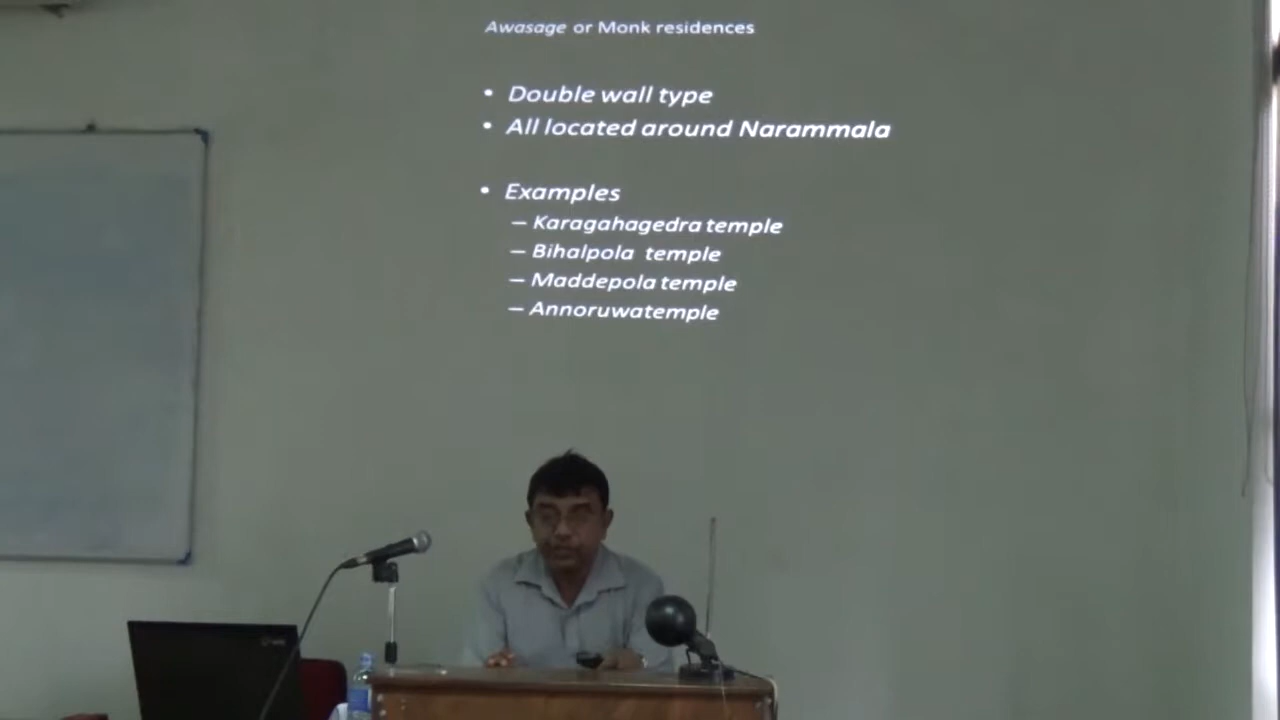 Awasage or Monk residences
• Double wall type
• All located around Narammala
• Examples
– Karagahagedra temple
– Bihalpola temple
– Maddepola temple
– Annoruwatemple